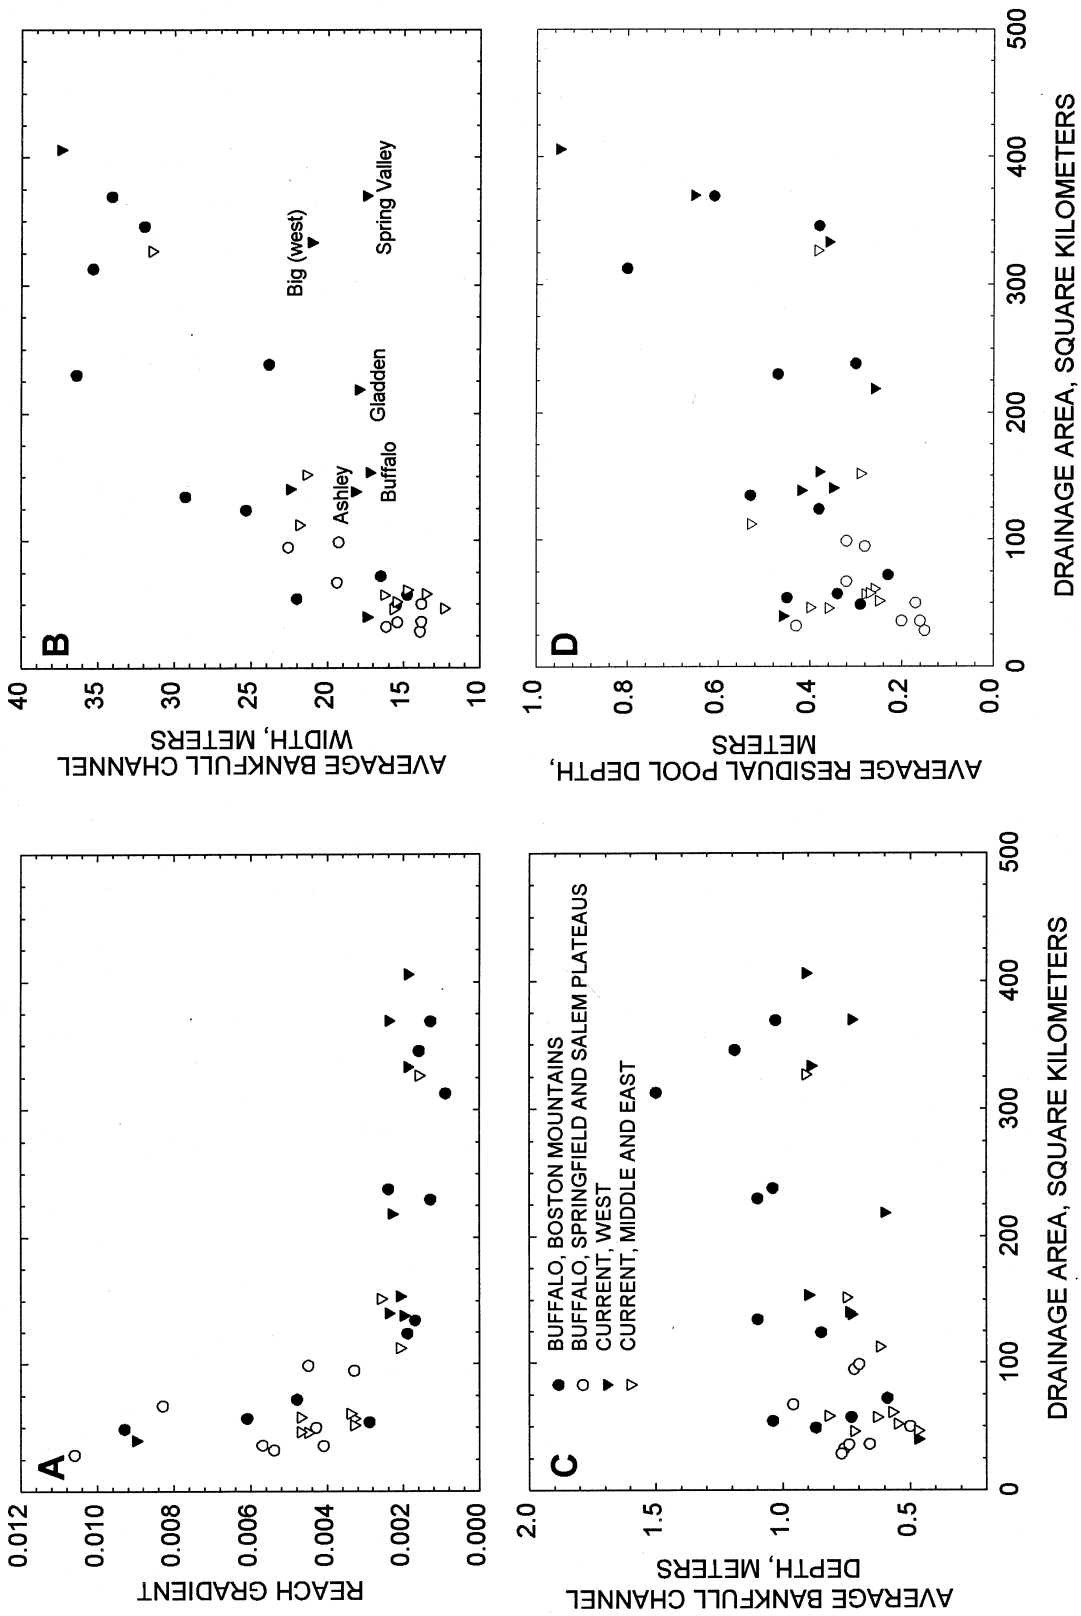 A
0.012
0.010
0.008
0.006
0.004
0.002
0.000
REACH GRADIENT
B
40
35
30
25
20
15
10
AVERAGE BANKFULL CHANNEL
WIDTH, METERS
Ashley
Buffalo
Gladden
Big (west)
Spring Valley
C
2.0
1.5
1.0
0.5
AVERAGE BANKFULL CHANNEL
DEPTH, METERS
BUFFALO, BOSTON MOUNTAINS
BUFFALO, SPRINGFIELD AND SALEM PLATEAUS
CURRENT, WEST
CURRENT, MIDDLE AND EAST
0 100 200 300 400 500
DRAINAGE AREA, SQUARE KILOMETERS
D
1.0
0.8
0.6
0.4
0.2
0.0
AVERAGE RESIDUAL POOL DEPTH,
METERS
0 100 200 300 400 500
DRAINAGE AREA, SQUARE KILOMETERS